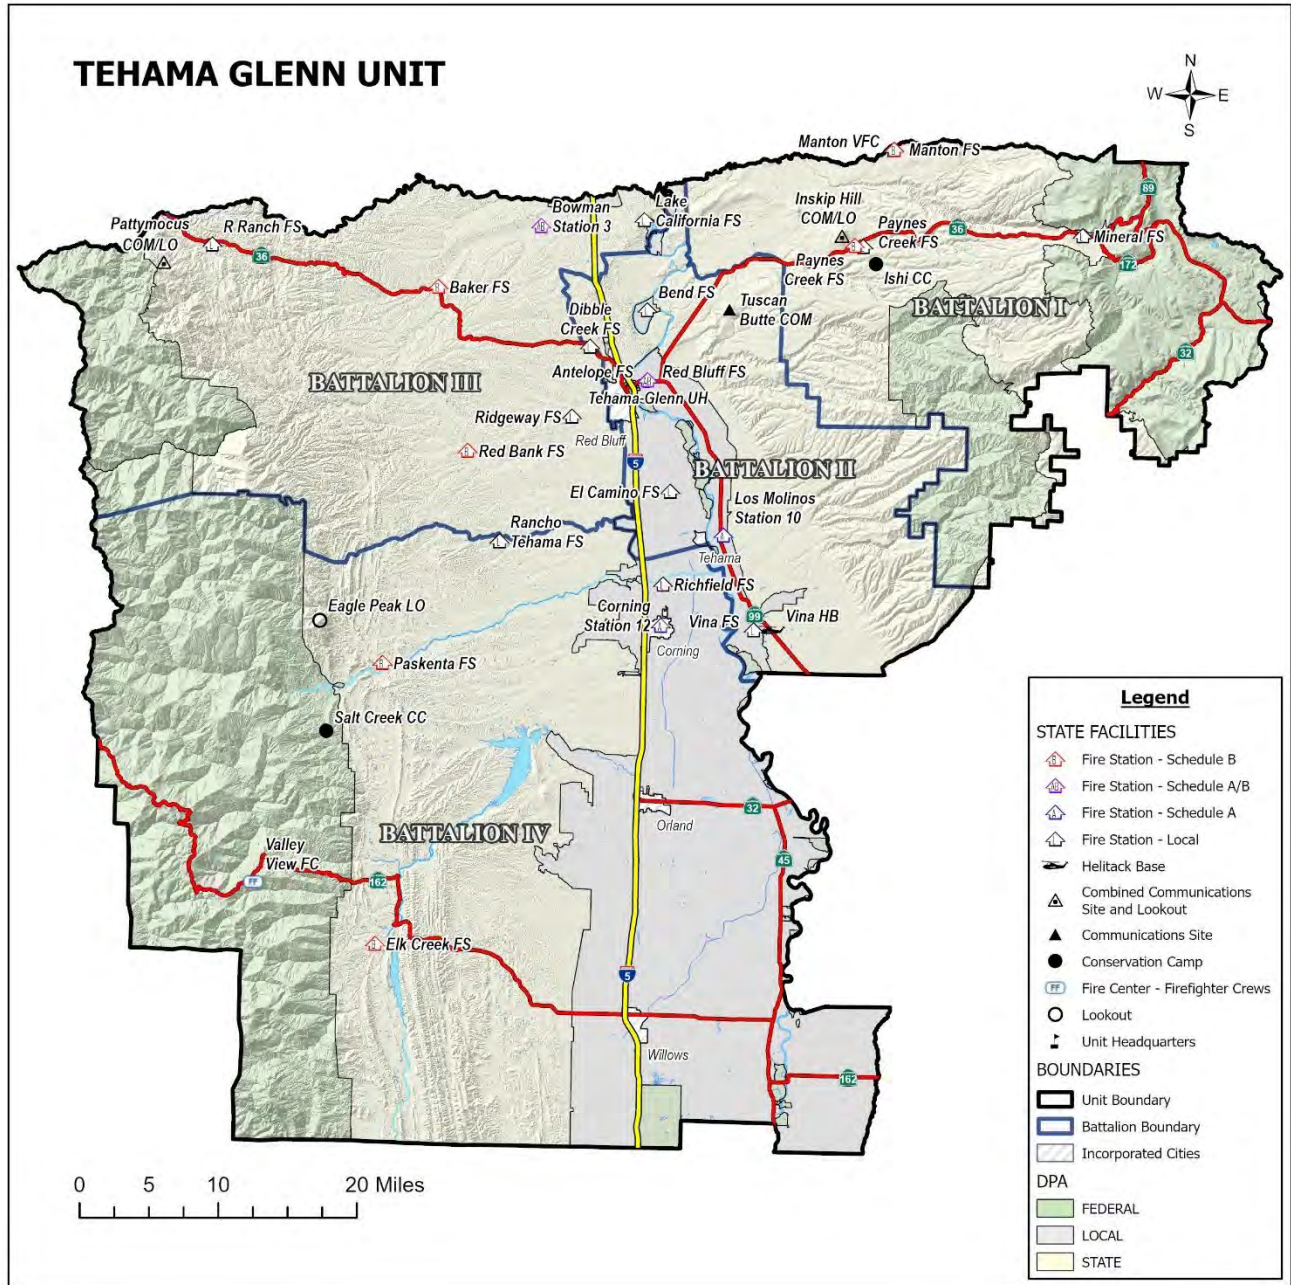 TEHAMA GLENN UNIT
N
W
E
S
Manton VFC
Manton FS
89
Pattymocus
COM/LO
R Ranch FS
36
Bowman
Station 3
Lake
California FS
Inskip Hill
COM/LO
Paynes
Creek FS
36
Mineral FS
172
Paynes
Creek FS
Ishi CC
Baker FS
Bend FS
Tuscan
Butte COM
BATTALION I
Dibble
Creek FS
32
Antelope FS
Red Bluff FS
BATTALION III
Tehama-Glenn UH
Ridgeway FS
Red Bluff
Red Bank FS
5
BATTALION II
El Camino FS
Los Molinos
Station 10
Rancho
Tehama FS
Tehama
Richfield FS
Eagle Peak LO
Corning
Station 12
Vina FS
99
Vina HB
Corning
Paskenta FS
Salt Creek CC
32
Orland
BATTALION IV
Valley
View FC
FF
162
45
Elk Creek FS
5
Willows
162
0 5 10 20 Miles
Legend
STATE FACILITIES
B
Fire Station - Schedule B
AB
Fire Station - Schedule A/B
A
Fire Station - Schedule A
L
Fire Station - Local
Helitack Base
Combined Communications
Site and Lookout
Communications Site
Conservation Camp
FF
Fire Center - Firefighter Crews
Lookout
Unit Headquarters
BOUNDARIES
Unit Boundary
Battalion Boundary
Incorporated Cities
DPA
FEDERAL
LOCAL
STATE